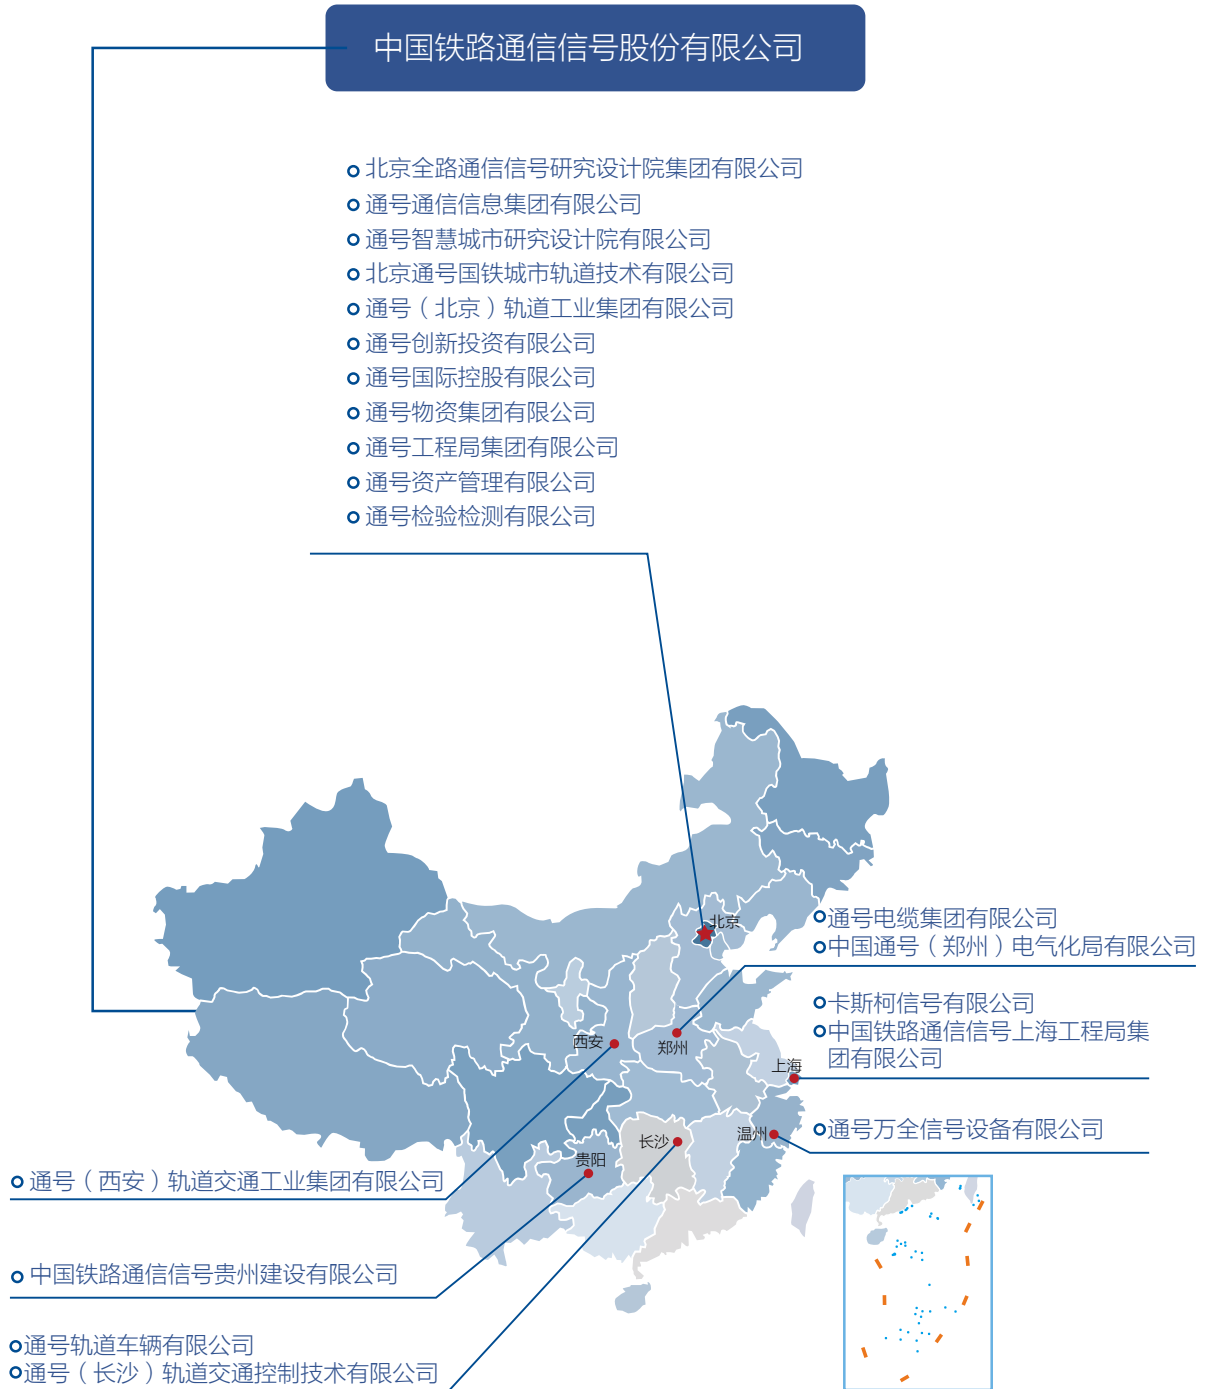 中国铁路通信信号股份有限公司
北京全路通信信号研究设计院集团有限公司
通号通信信息集团有限公司
通号智慧城市研究设计院有限公司
北京通号国铁城市轨道技术有限公司
通号（北京）轨道工业集团有限公司
通号创新投资有限公司
通号国际控股有限公司
通号物资集团有限公司
通号工程局集团有限公司
通号资产管理有限公司
通号检验检测有限公司
北京
通号电缆集团有限公司
中国通号（郑州）电气化局有限公司
卡斯柯信号有限公司
中国铁路通信信号上海工程局集
团有限公司
西安
郑州
上海
通号万全信号设备有限公司
温州
长沙
贵阳
通号（西安）轨道交通工业集团有限公司
中国铁路通信信号贵州建设有限公司
通号轨道车辆有限公司
通号（长沙）轨道交通控制技术有限公司